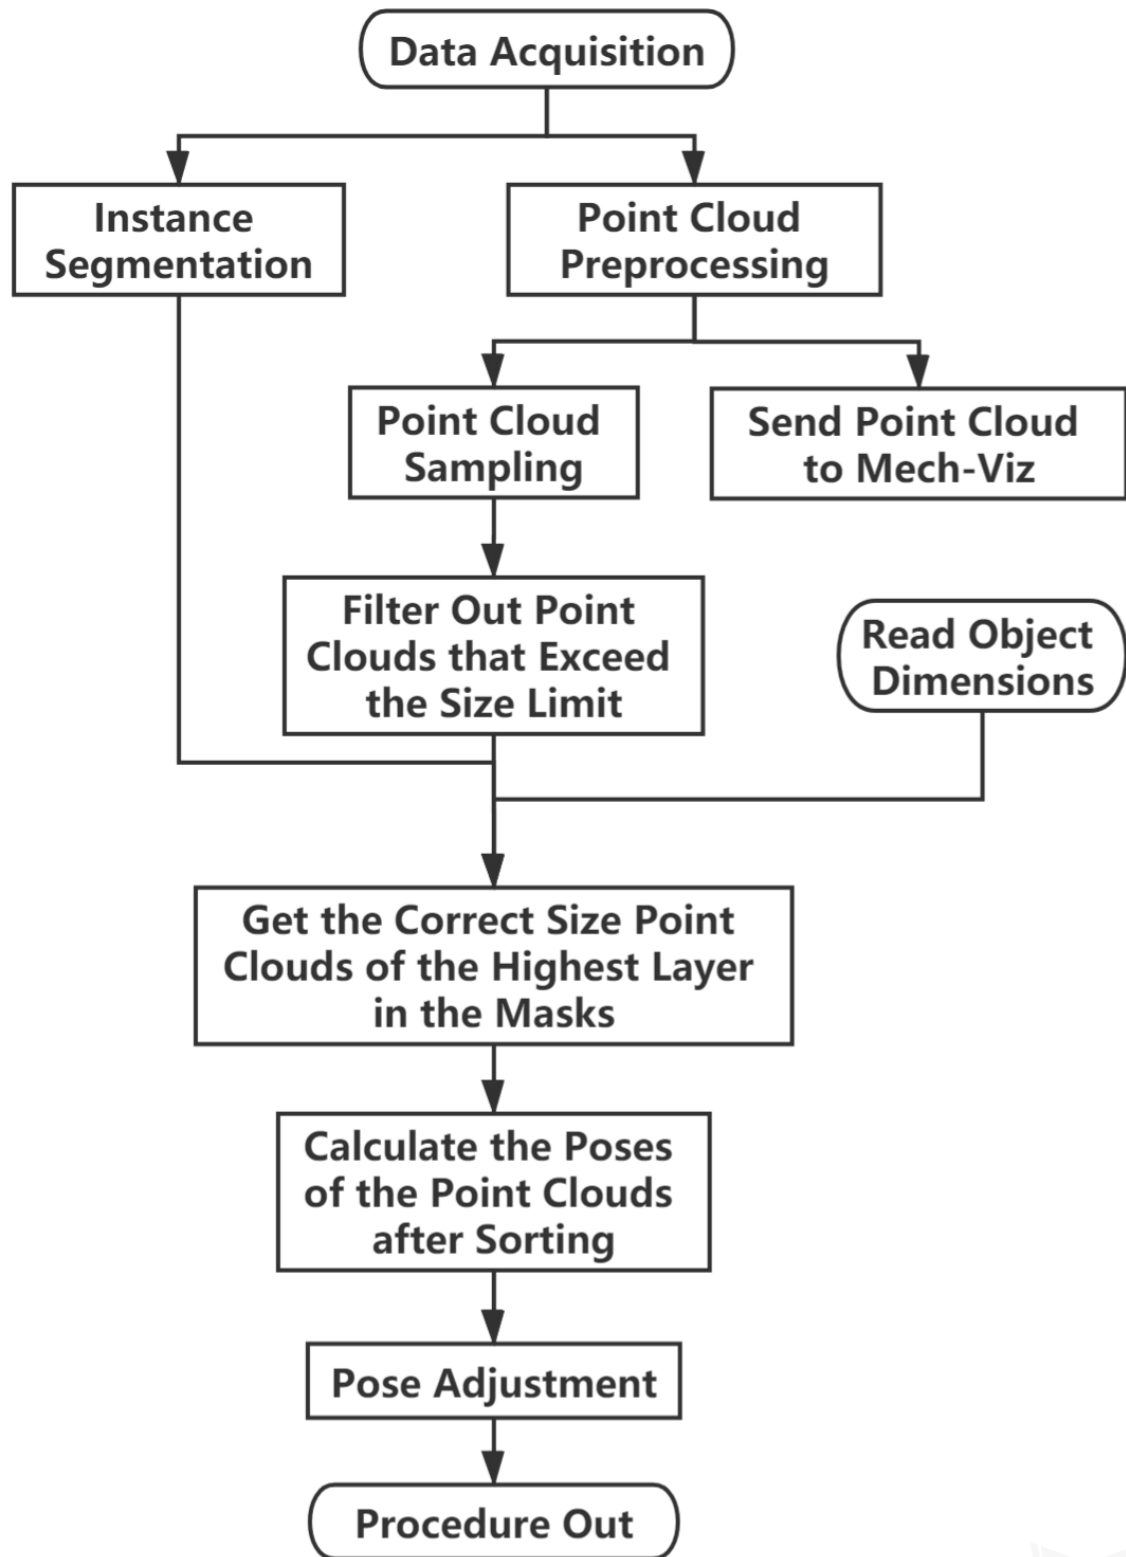 Data Acquisition
Instance
Segmentation
Point Cloud
Preprocessing
Point Cloud
Sampling
Send Point Cloud
to Mech-Viz
Filter Out Point
Clouds that Exceed
the Size Limit
Read Object
Dimensions
Get the Correct Size Point
Clouds of the Highest Layer
in the Masks
Calculate the Poses
of the Point Clouds
after Sorting
Pose Adjustment
Procedure Out